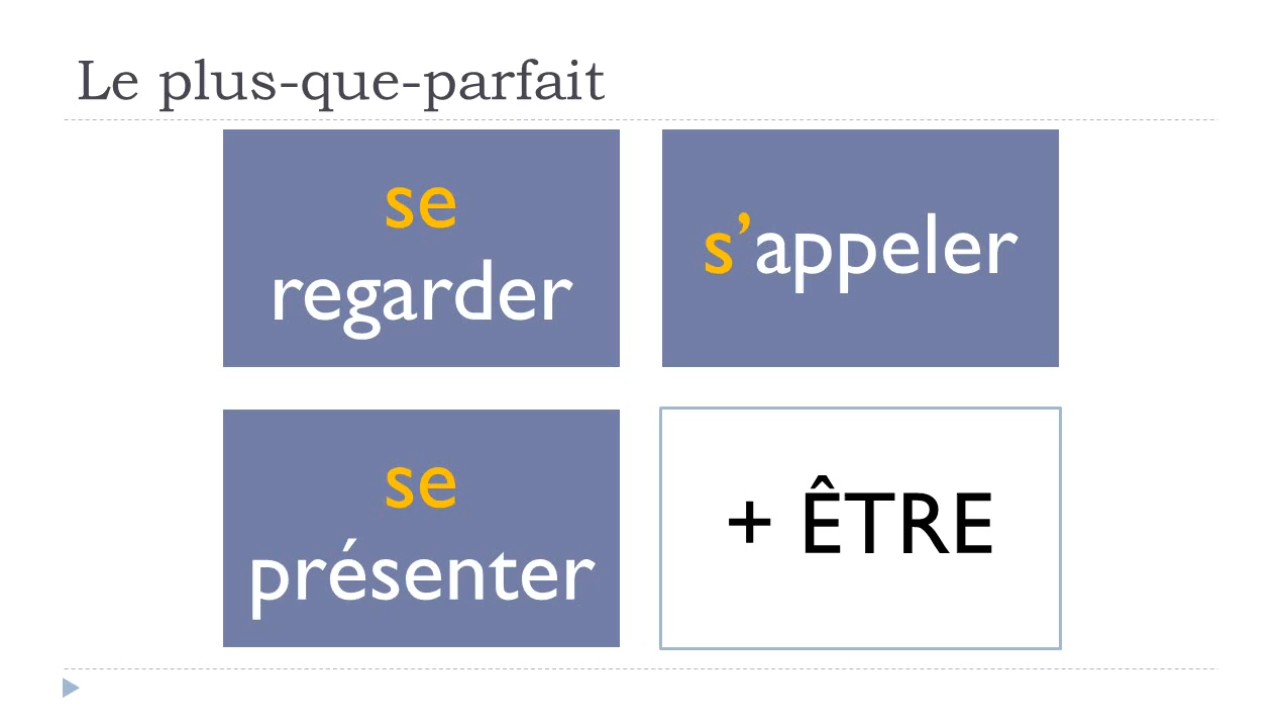 Le plus-que-parfait
se
regarder
s’appeler
se
présenter
+ ÊTRE